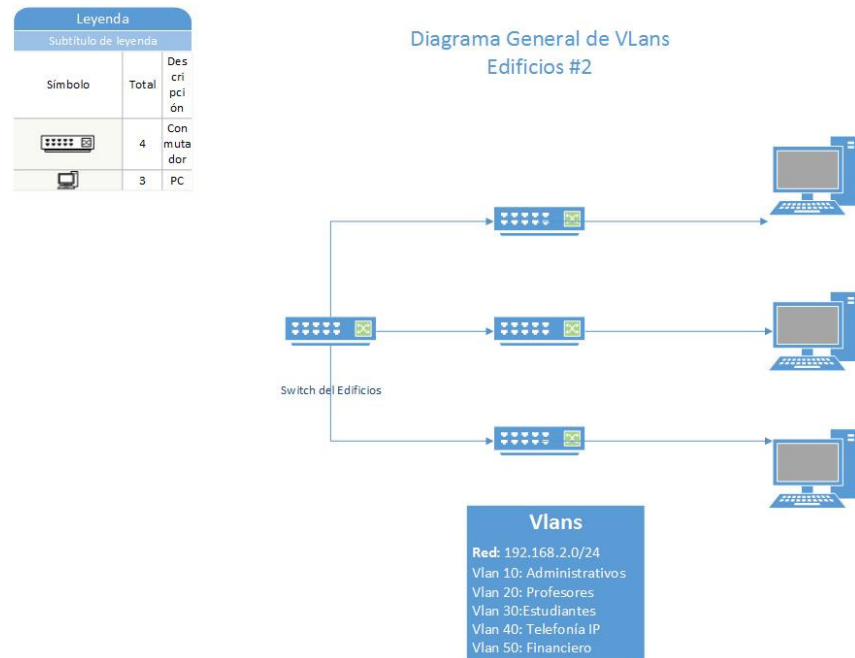 Leyenda
Subtítulo de leyenda
Símbolo
Total
Des
cri
pci
ón
4
Con
muta
dor
3
PC
Diagrama General de VLans
Edificios #2
Switch del Edificios
Vlans
Red: 192.168.2.0/24
Vlan 10: Administrativos
Vlan 20: Profesores
Vlan 30:Estudiantes
Vlan 40: Telefonía IP
Vlan 50: Financiero